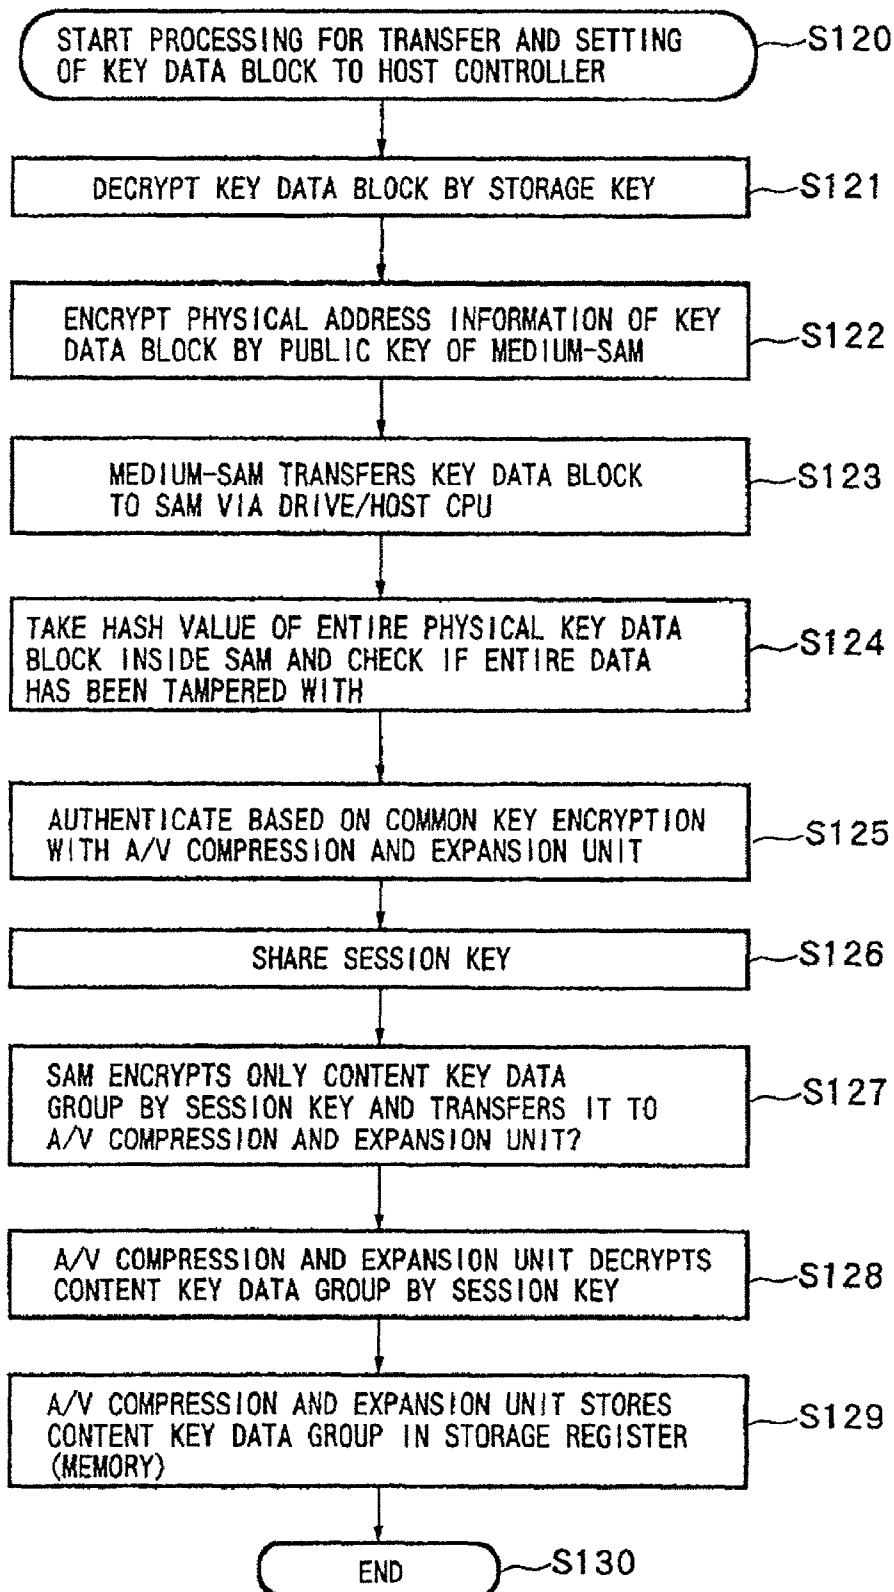 START PROCESSING FOR TRANSFER AND SETTING
OF KEY DATA BLOCK TO HOST CONTROLLER
S120
DECRYPT KEY DATA BLOCK BY STORAGE KEY
S121
ENCRYPT PHYSICAL ADDRESS INFORMATION OF KEY
DATA BLOCK BY PUBLIC KEY OF MEDIUM-SAM
S122
MEDIUM-SAM TRANSFERS KEY DATA BLOCK
TO SAM VIA DRIVE/HOST CPU
S123
TAKE HASH VALUE OF ENTIRE PHYSICAL KEY DATA
BLOCK INSIDE SAM AND CHECK IF ENTIRE DATA
HAS BEEN TAMPERED WITH
S124
AUTHENTICATE BASED ON COMMON KEY ENCRYPTION
WITH A/V COMPRESSION AND EXPANSION UNIT
S125
SHARE SESSION KEY
S126
SAM ENCRYPTS ONLY CONTENT KEY DATA
GROUP BY SESSION KEY AND TRANSFERS IT TO
A/V COMPRESSION AND EXPANSION UNIT?
S127
A/V COMPRESSION AND EXPANSION UNIT DECRYPTS
CONTENT KEY DATA GROUP BY SESSION KEY
S128
A/V COMPRESSION AND EXPANSION UNIT STORES
CONTENT KEY DATA GROUP IN STORAGE REGISTER
(MEMORY)
S129
END
S130